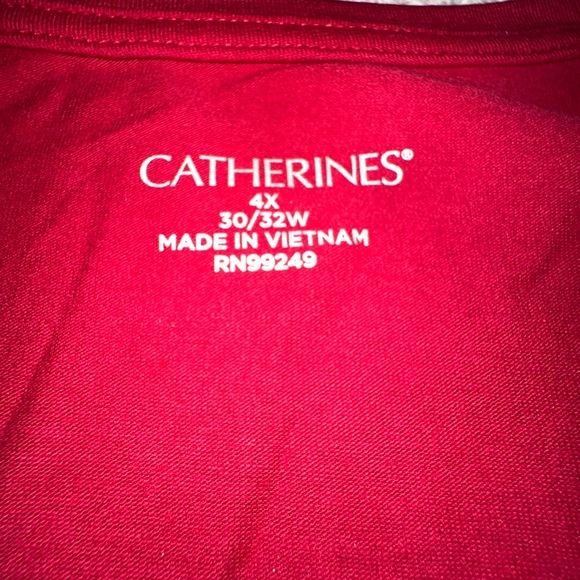 CATHERINES®
4X
30/32W
MADE IN VIETNAM
RN99249